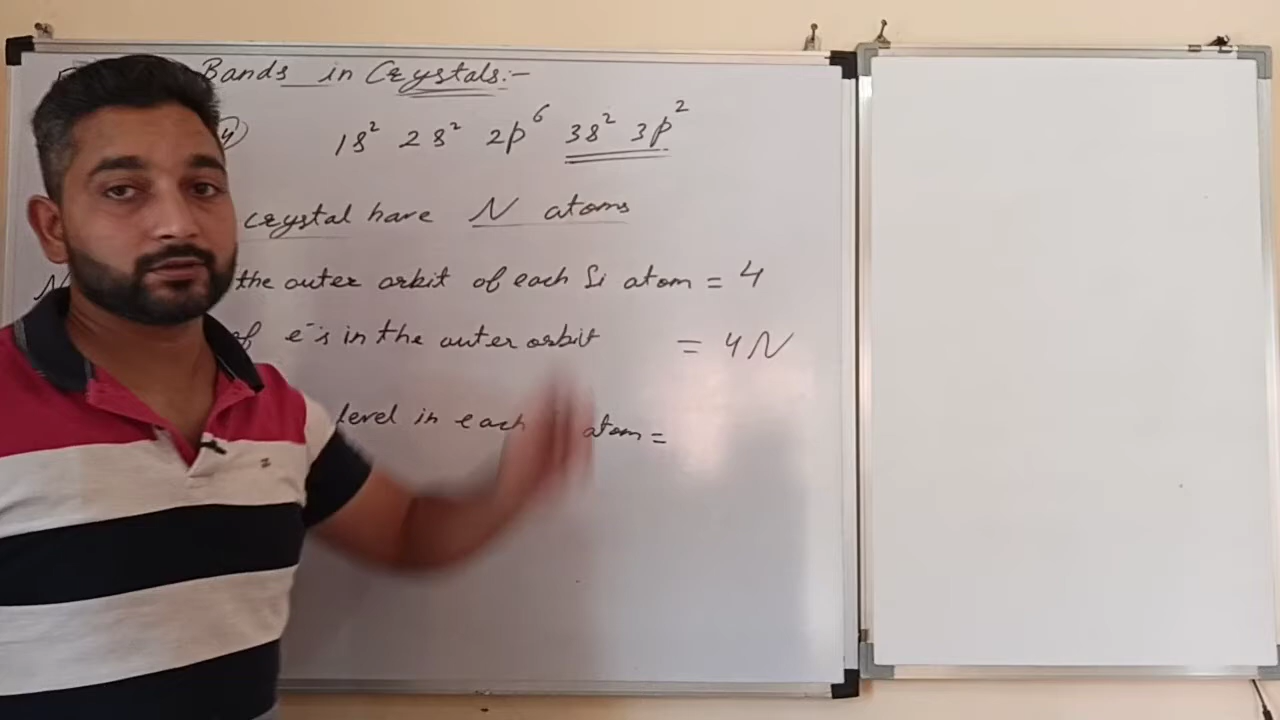 Bands in Crystals:-
4) 1s² 2s² 2p⁶ 3s² 3p²
crystal have N atoms
the outer orbit of each Si atom = 4
of e⁻s in the outer orbit = 4N
level in each atom =